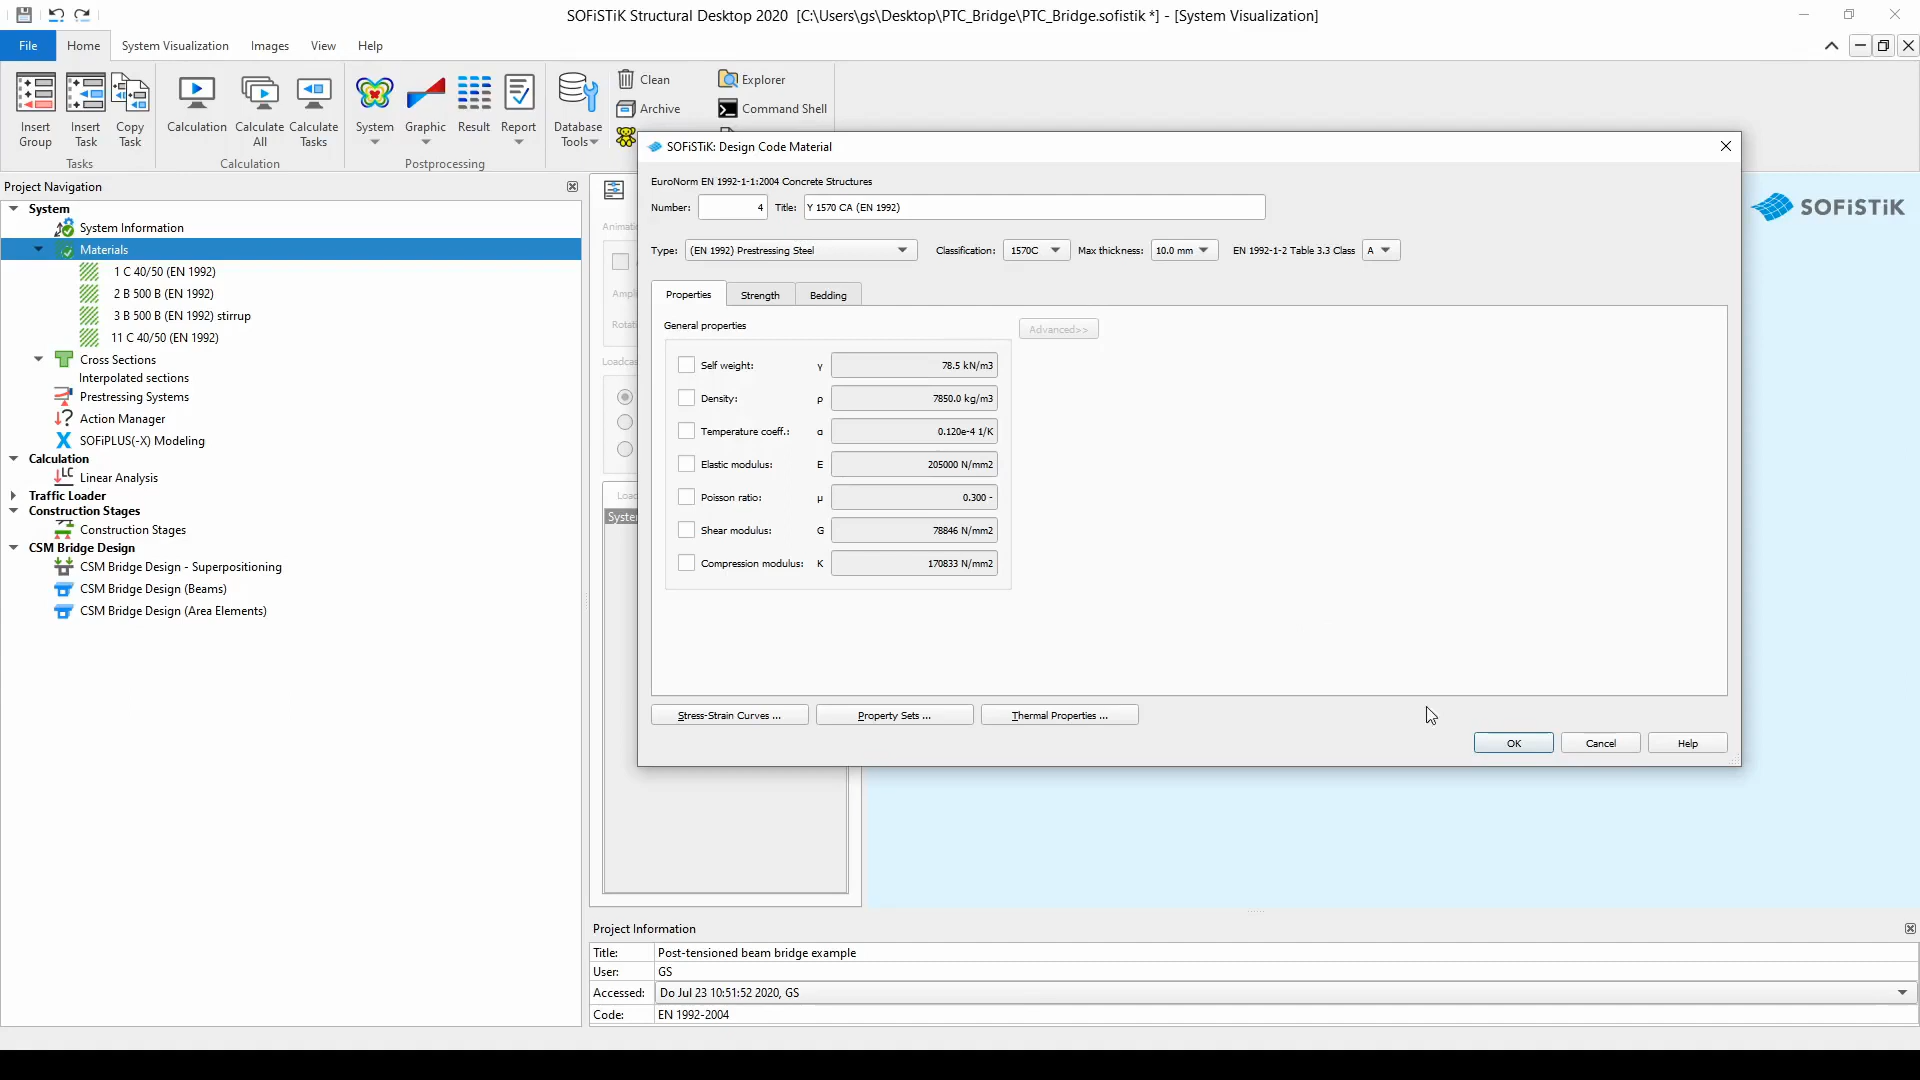 SOFiSTiK Structural Desktop 2020 [C:\Users\gs\Desktop\PTC_Bridge\PTC_Bridge.sofistik *] - [System Visualization]
File Home System Visualization Images View Help
Insert Group
Insert Task
Copy Task
Tasks
Calculation
Calculate All
Calculate Tasks
Calculation
System
Graphic
Result
Report
Postprocessing
Database Tools
Clean
Archive
Explorer
Command Shell
Project Navigation
System
System Information
Materials
1 C 40/50 (EN 1992)
2 B 500 B (EN 1992)
3 B 500 B (EN 1992) stirrup
11 C 40/50 (EN 1992)
Cross Sections
Interpolated sections
Prestressing Systems
Action Manager
SOFiPLUS(-X) Modeling
Calculation
Linear Analysis
Traffic Loader
Construction Stages
Construction Stages
CSM Bridge Design
CSM Bridge Design - Superpositioning
CSM Bridge Design (Beams)
CSM Bridge Design (Area Elements)
SOFiSTiK: Design Code Material
EuroNorm EN 1992-1-1:2004 Concrete Structures
Number: 4 Title: Y 1570 CA (EN 1992)
Type: (EN 1992) Prestressing Steel Classification: 1570C Max thickness: 10.0 mm EN 1992-1-2 Table 3.3 Class A
Properties Strength Bedding
General properties
Advanced>>
Self weight: γ 78.5 kN/m3
Density: ρ 7850.0 kg/m3
Temperature coeff.: α 0.120e-4 1/K
Elastic modulus: E 205000 N/mm2
Poisson ratio: μ 0.300 -
Shear modulus: G 78846 N/mm2
Compression modulus: K 170833 N/mm2
Stress-Strain Curves ... Property Sets ... Thermal Properties ...
OK Cancel Help
SOFiSTiK
Project Information
Title: Post-tensioned beam bridge example
User: GS
Accessed: Do Jul 23 10:51:52 2020, GS
Code: EN 1992-2004